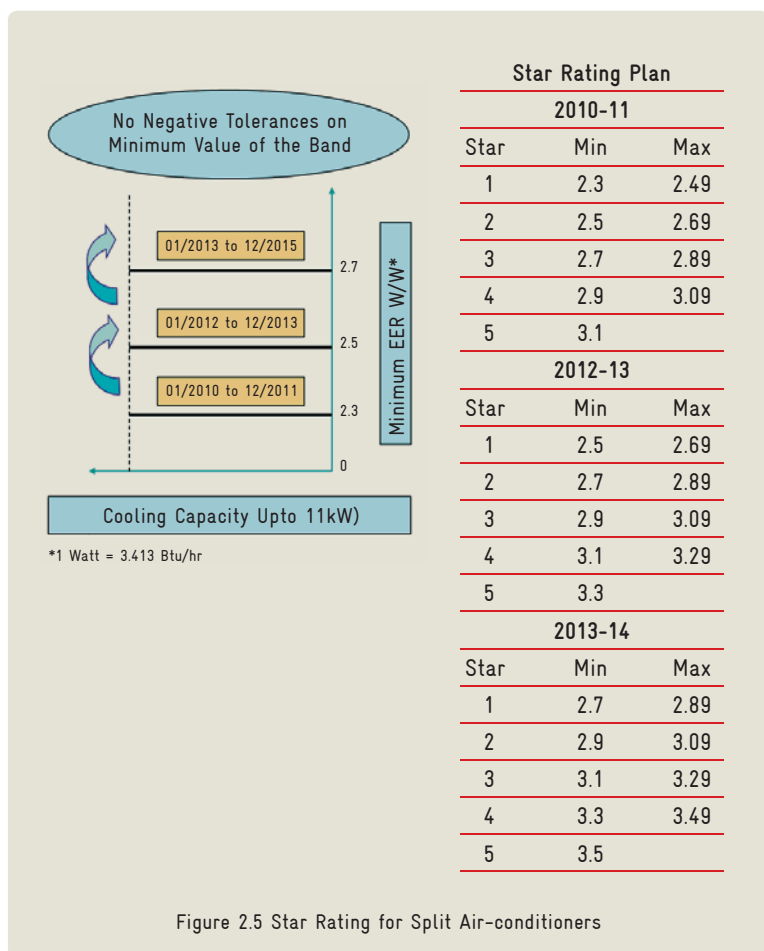 No Negative Tolerances on
Minimum Value of the Band
01/2013 to 12/2015
2.7
01/2012 to 12/2013
2.5
01/2010 to 12/2011
2.3
0
Minimum EER W/W*
Cooling Capacity Upto 11kW)
*1 Watt = 3.413 Btu/hr
Star Rating Plan
2010-11
Star Min Max
1 2.3 2.49
2 2.5 2.69
3 2.7 2.89
4 2.9 3.09
5 3.1
2012-13
Star Min Max
1 2.5 2.69
2 2.7 2.89
3 2.9 3.09
4 3.1 3.29
5 3.3
2013-14
Star Min Max
1 2.7 2.89
2 2.9 3.09
3 3.1 3.29
4 3.3 3.49
5 3.5
Figure 2.5 Star Rating for Split Air-conditioners